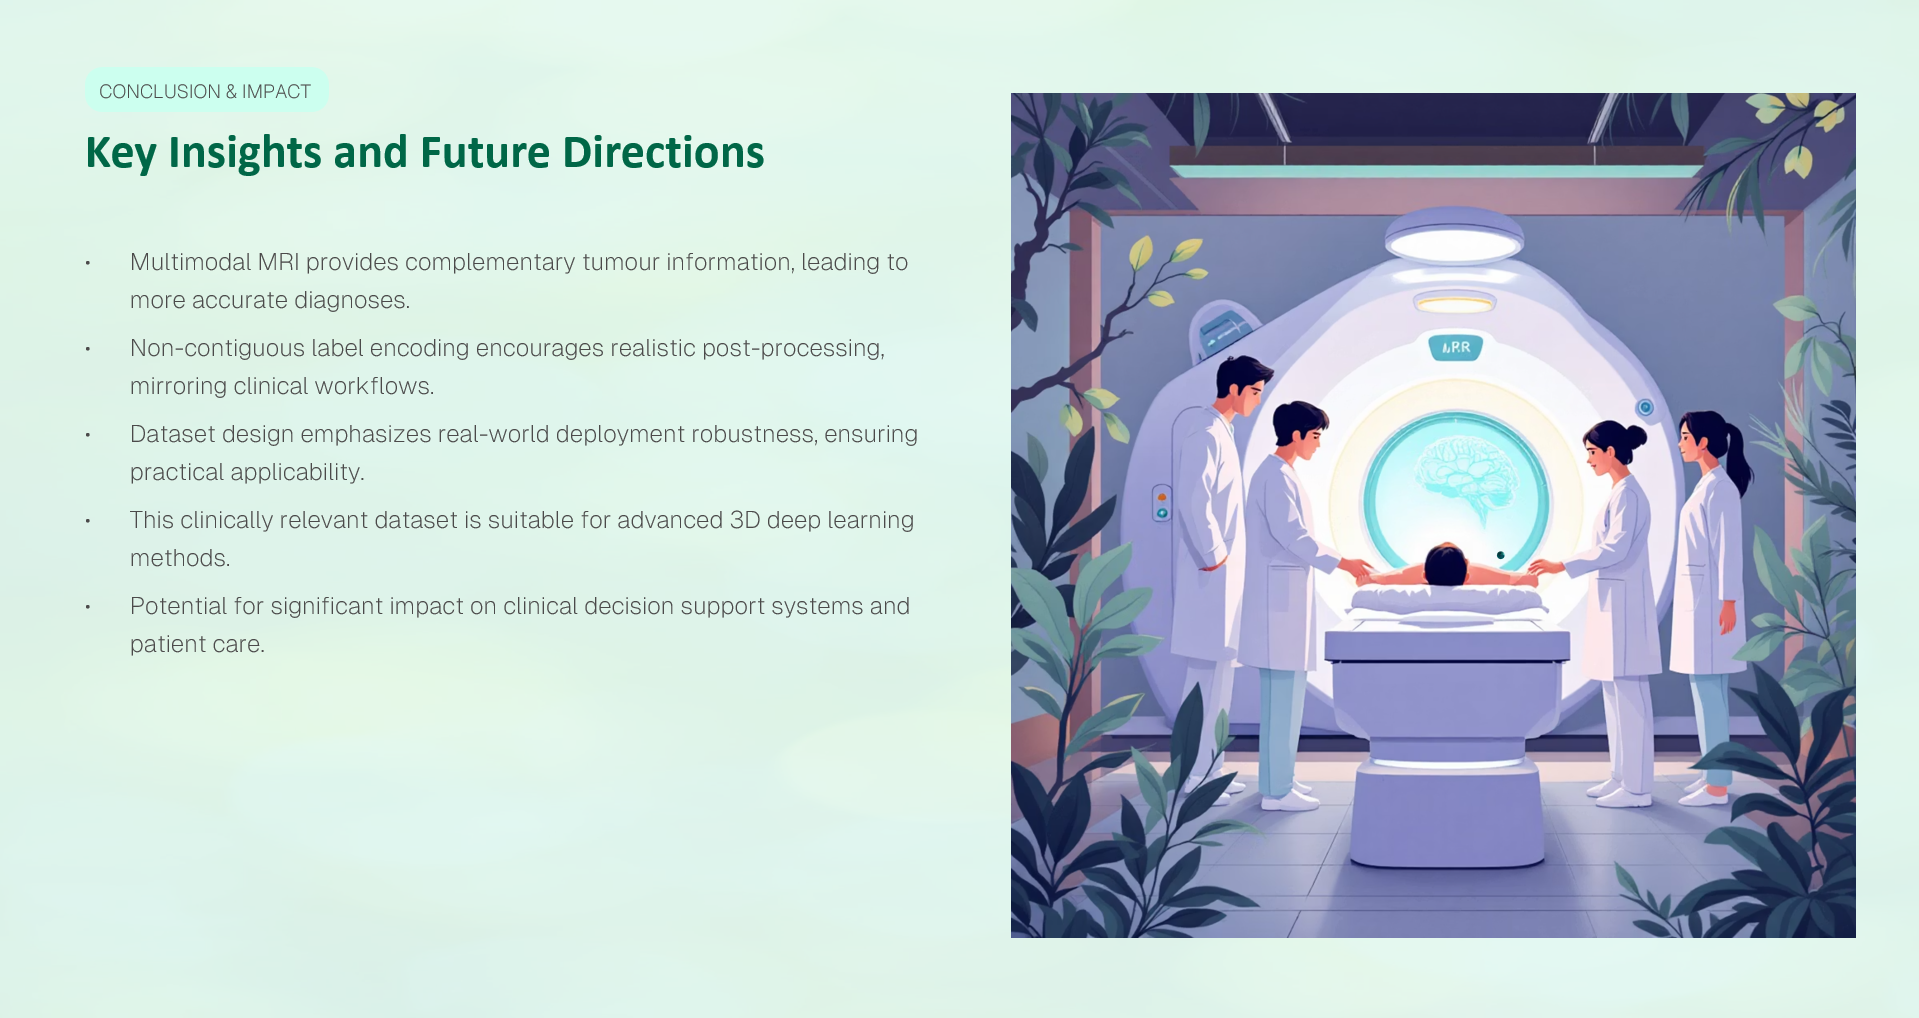 CONCLUSION & IMPACT
Key Insights and Future Directions
• Multimodal MRI provides complementary tumour information, leading to
more accurate diagnoses.
• Non-contiguous label encoding encourages realistic post-processing,
mirroring clinical workflows.
• Dataset design emphasizes real-world deployment robustness, ensuring
practical applicability.
• This clinically relevant dataset is suitable for advanced 3D deep learning
methods.
• Potential for significant impact on clinical decision support systems and
patient care.